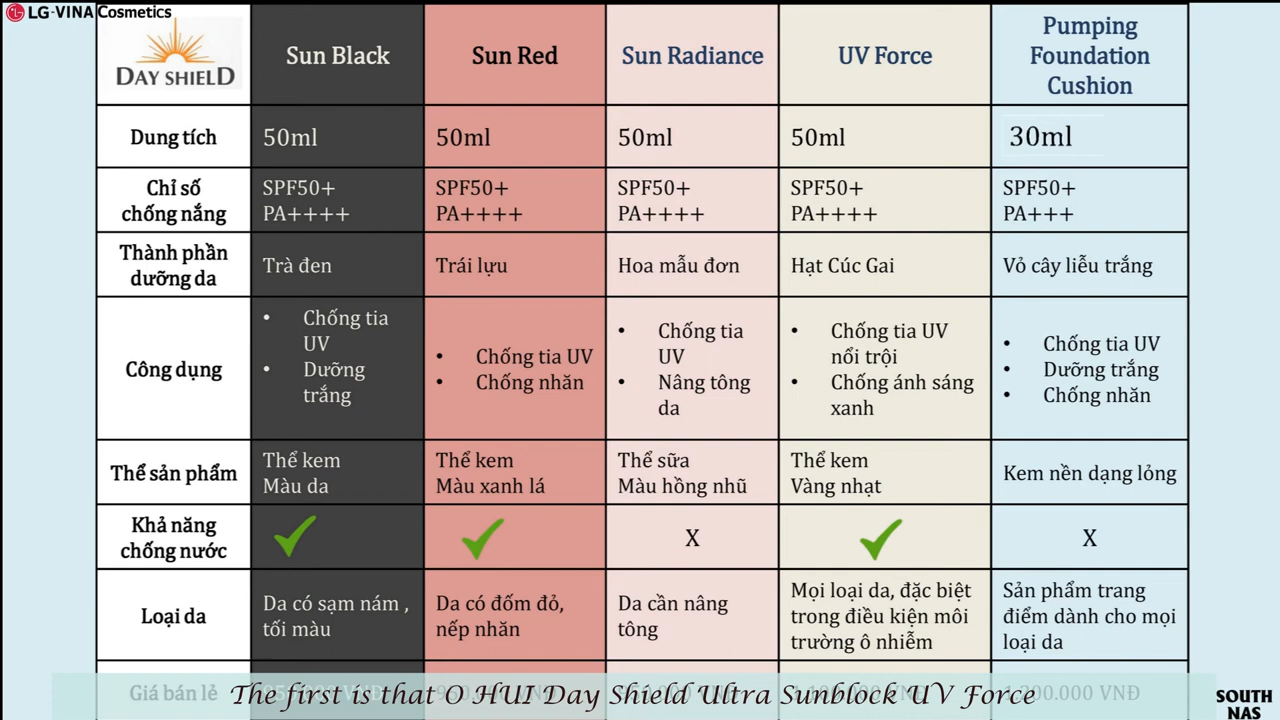 LG-VINA Cosmetics
DAY SHIELD
Sun Black
Sun Red
Sun Radiance
UV Force
Pumping
Foundation
Cushion
Dung tích
50ml
50ml
50ml
50ml
30ml
Chỉ số
chống nắng
SPF50+
PA++++
SPF50+
PA++++
SPF50+
PA++++
SPF50+
PA++++
SPF50+
PA+++
Thành phần
dưỡng da
Trà đen
Trái lựu
Hoa mẫu đơn
Hạt Cúc Gai
Vỏ cây liễu trắng
Công dụng
• Chống tia
UV
• Dưỡng
trắng
• Chống tia UV
• Chống nhăn
• Chống tia
UV
• Nâng tông
da
• Chống tia UV
nổi trội
• Chống ánh sáng
xanh
• Chống tia UV
• Dưỡng trắng
• Chống nhăn
Thể sản phẩm
Thể kem
Màu da
Thể kem
Màu xanh lá
Thể sữa
Màu hồng nhũ
Thể kem
Vàng nhạt
Kem nền dạng lỏng
Khả năng
chống nước
X
X
Loại da
Da có sạm nám ,
tối màu
Da có đốm đỏ,
nếp nhăn
Da cần nâng
tông
Mọi loại da, đặc biệt
trong điều kiện môi
trường ô nhiễm
Sản phẩm trang
điểm dành cho mọi
loại da
Giá bán lẻ
VNĐ
The first is that O HUI Day Shield Ultra Sunblock UV Force
SOUTH
NAS